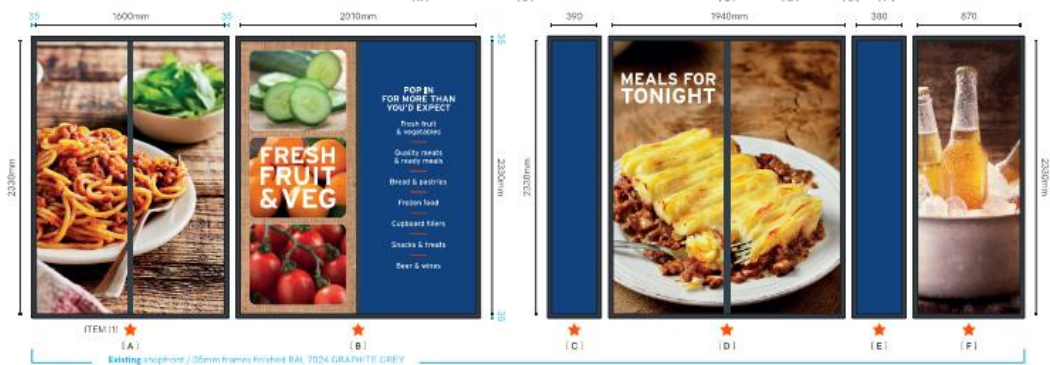 35 1600mm 35 2010mm 390 1940mm 380 870
35
2330mm
2330mm
2330mm
2330mm
35
POP IN
FOR MORE THAN
YOU'D EXPECT
Fresh fruit
& vegetables
Quality meats
& ready meals
Bread & pastries
Frozen food
Cupboard fillers
Snacks & treats
Beer & wines
FRESH
FRUIT
& VEG
MEALS FOR
TONIGHT
ITEM (1)
[A] [B] [C] [D] [E] [F]
Existing shopfront / 35mm frames finished RAL 7024 GRAPHITE GREY